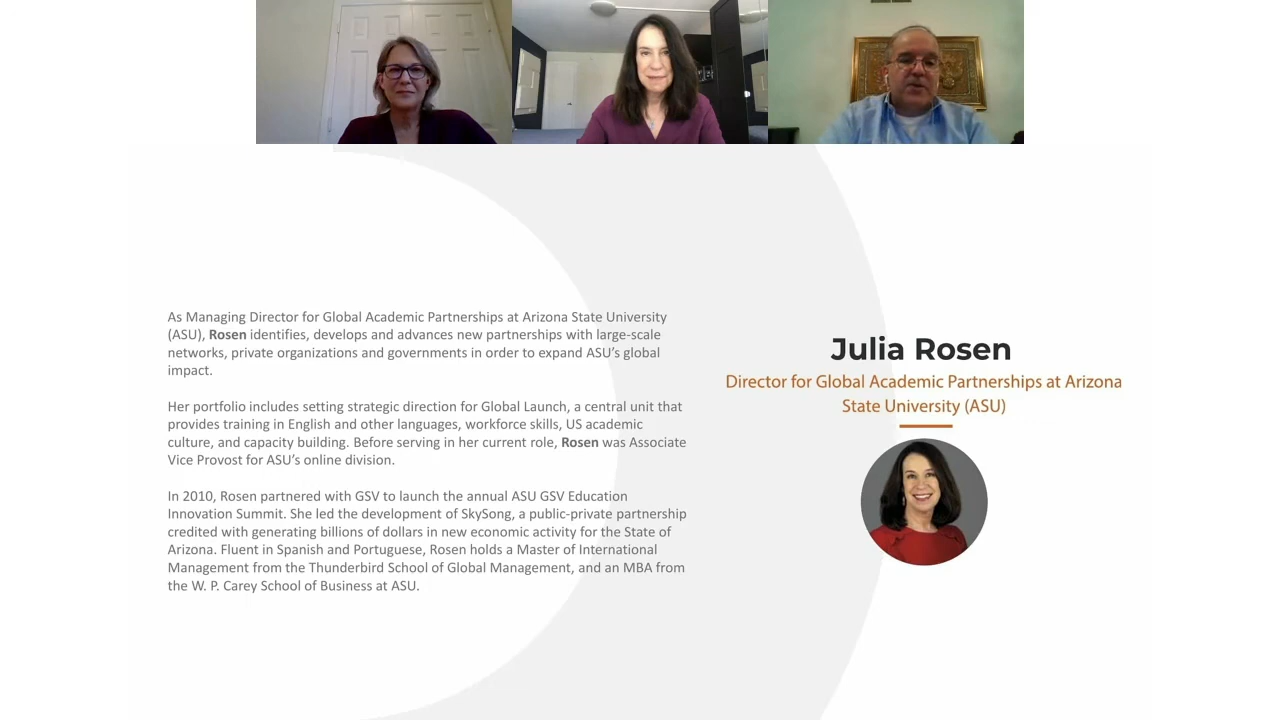 As Managing Director for Global Academic Partnerships at Arizona State University
(ASU), Rosen identifies, develops and advances new partnerships with large-scale
networks, private organizations and governments in order to expand ASU's global
impact.
Her portfolio includes setting strategic direction for Global Launch, a central unit that
provides training in English and other languages, workforce skills, US academic
culture, and capacity building. Before serving in her current role, Rosen was Associate
Vice Provost for ASU's online division.
In 2010, Rosen partnered with GSV to launch the annual ASU GSV Education
Innovation Summit. She led the development of SkySong, a public-private partnership
credited with generating billions of dollars in new economic activity for the State of
Arizona. Fluent in Spanish and Portuguese, Rosen holds a Master of International
Management from the Thunderbird School of Global Management, and an MBA from
the W. P. Carey School of Business at ASU.
Julia Rosen
Director for Global Academic Partnerships at Arizona
State University (ASU)